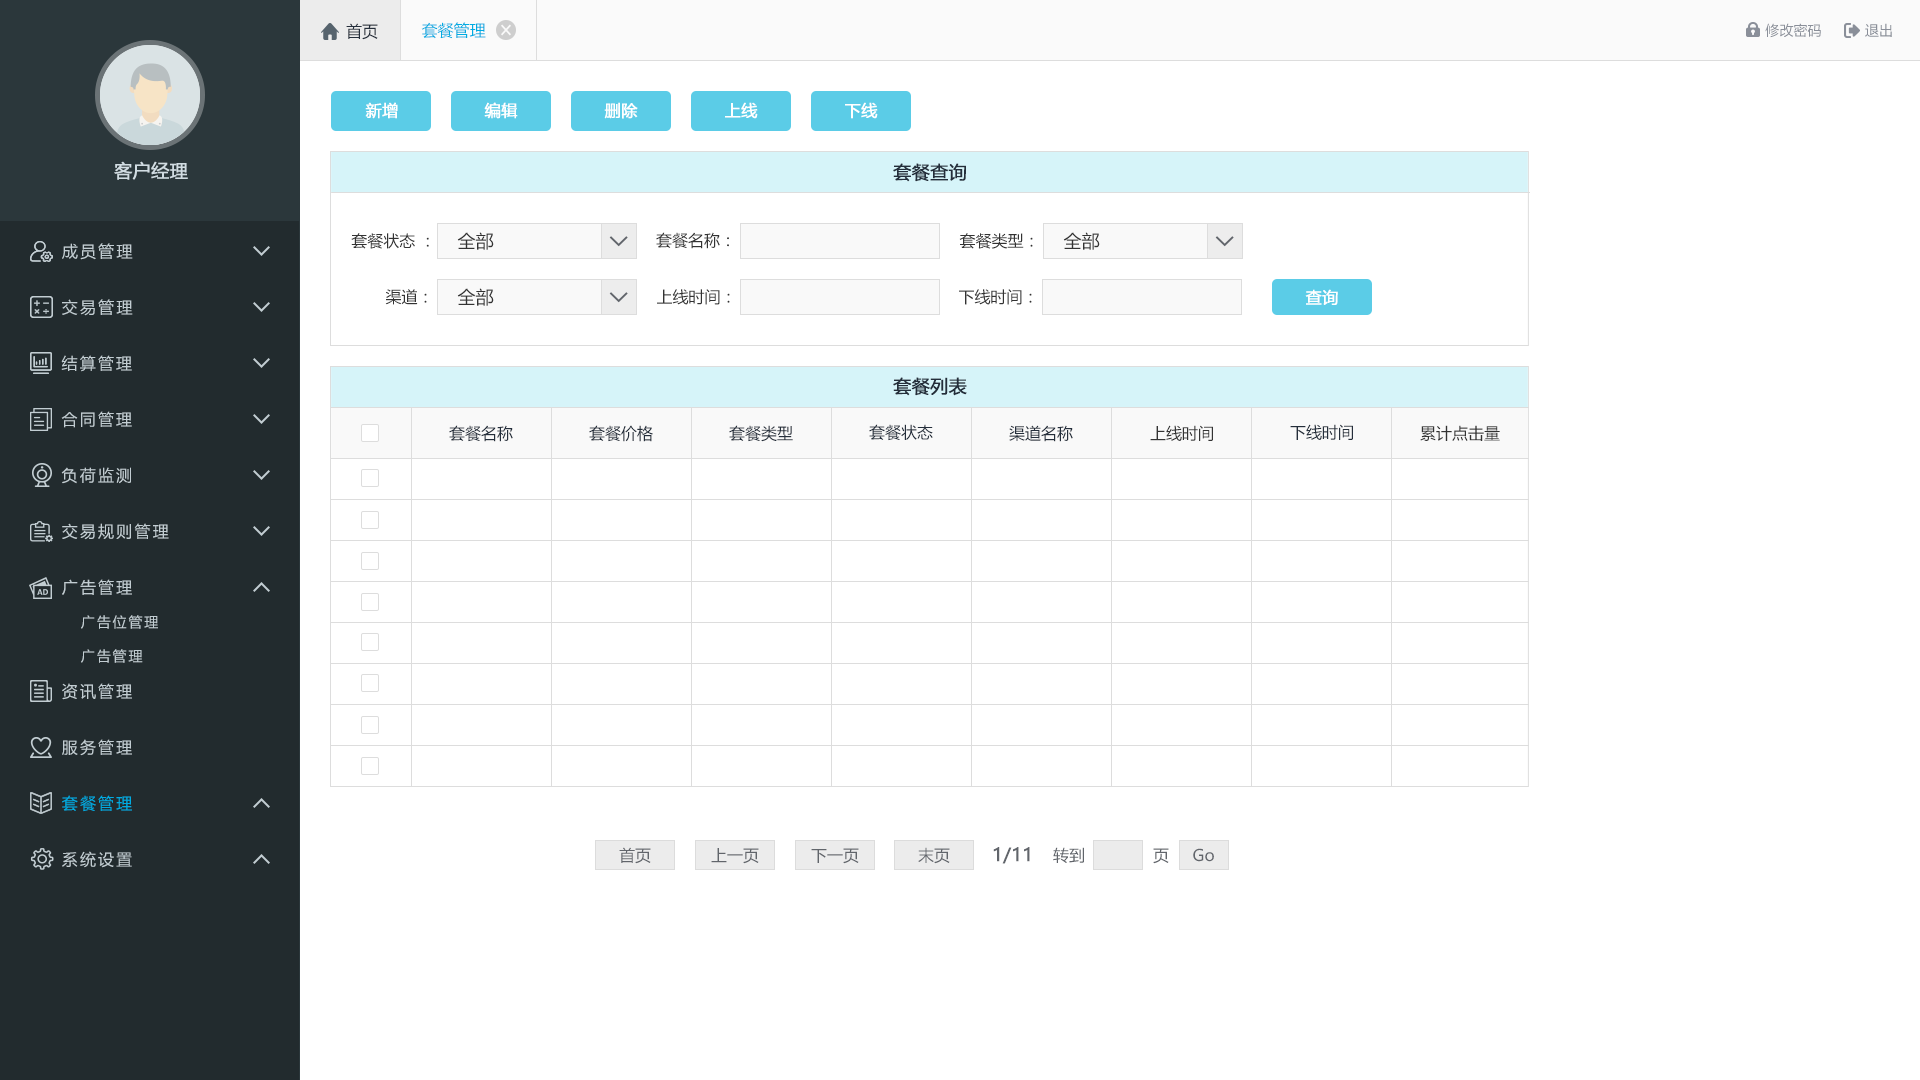 首页
套餐管理
修改密码
退出
客户经理
成员管理
交易管理
结算管理
合同管理
负荷监测
交易规则管理
AD
广告管理
广告位管理
广告管理
资讯管理
服务管理
套餐管理
系统设置
新增
编辑
删除
上线
下线
套餐查询
套餐状态 : 全部 套餐名称 : 套餐类型 : 全部
渠道 : 全部 上线时间 : 下线时间 : 查询
套餐列表
套餐名称 套餐价格 套餐类型 套餐状态 渠道名称 上线时间 下线时间 累计点击量
首页 上一页 下一页 末页 1/11 转到 页 Go